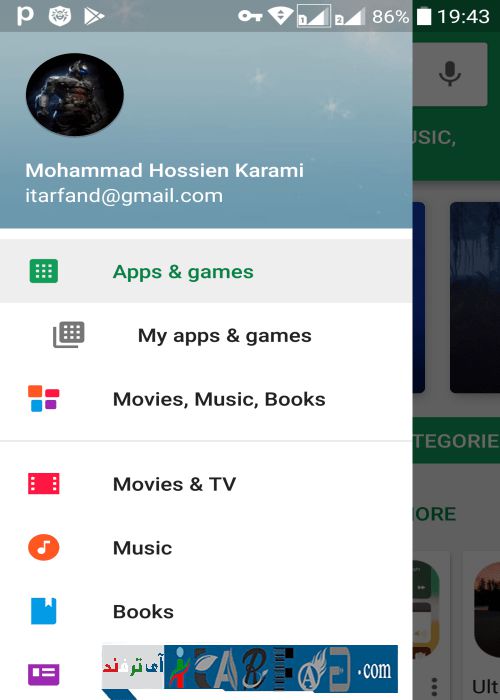 86% 19:43
Mohammad Hossien Karami
itarfand@gmail.com
USIC,
Apps & games
My apps & games
Movies, Music, Books
TEGORIE
Movies & TV
ORE
Music
Books
آی ترفند
.com
Ult